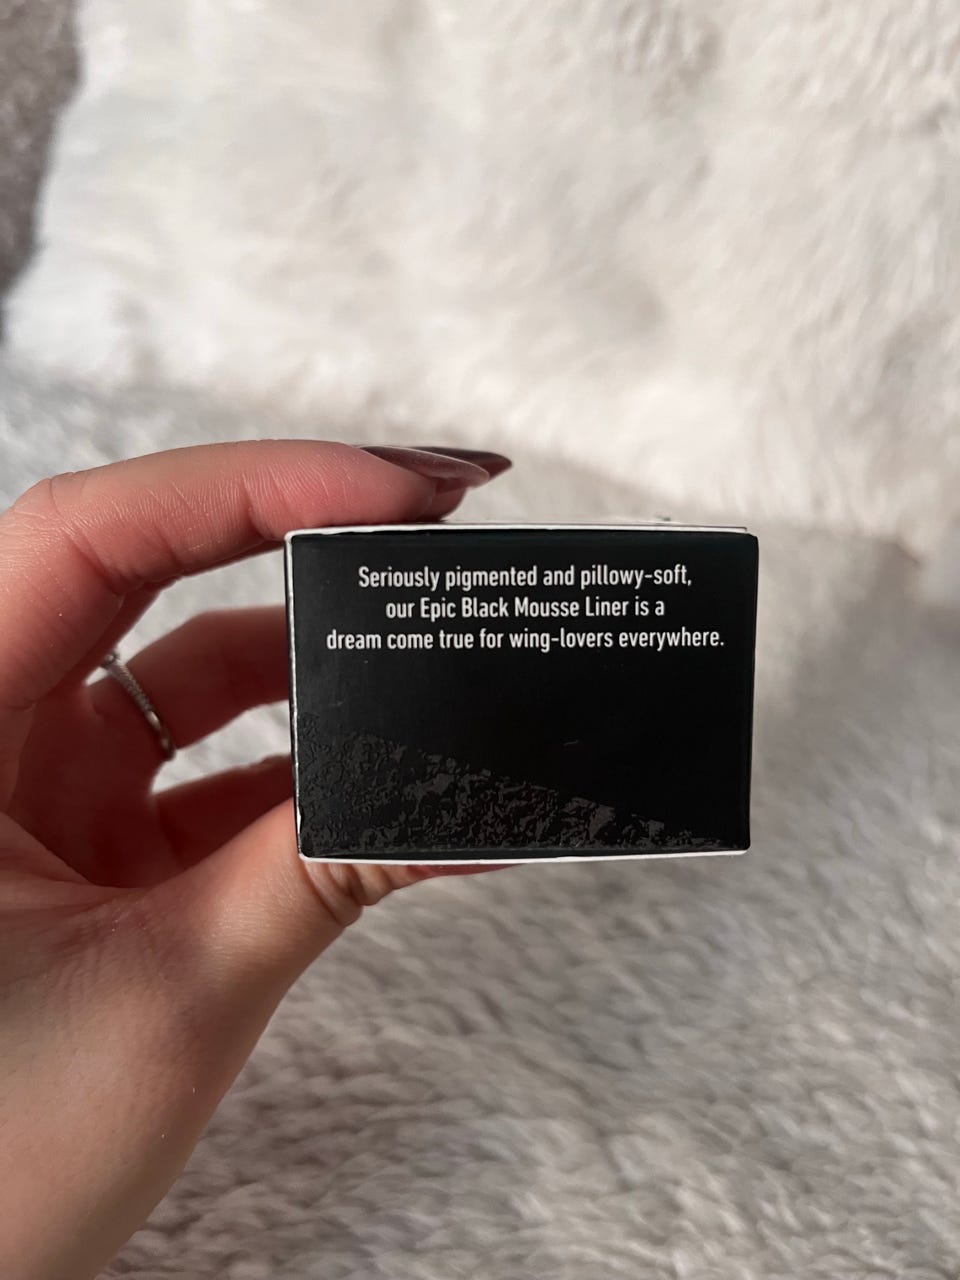 Seriously pigmented and pillowy-soft,
our Epic Black Mousse Liner is a
dream come true for wing-lovers everywhere.